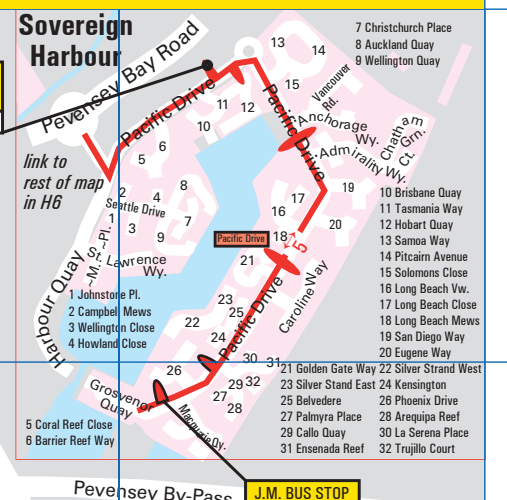 Sovereign
Harbour
7 Christchurch Place
8 Auckland Quay
9 Wellington Quay
Pevensey Bay Road
13
14
15
Vancouver
Rd.
Pacific Drive
11
12
10
Pacific Drive
Anchorage
Wy.
Chatham
Grn.
Ct.
Admirality Wy.
link to
rest of map
in H6
6
5
2
4
8
Seattle Drive
1
3
7
9
~Pl.
~M.
St. Lawrence
Wy.
19
17
16
20
18
5
Pacific Drive
21
10 Brisbane Quay
11 Tasmania Way
12 Hobart Quay
13 Samoa Way
14 Pitcairn Avenue
15 Solomons Close
16 Long Beach Vw.
17 Long Beach Close
18 Long Beach Mews
19 San Diego Way
20 Eugene Way
Harbour Quay
1 Johnstore Pl.
2 Campbel Mews
3 Wellington Close
4 Howland Close
Caroline Way
Pacific Drive
23
25
22
24
30
31
26
29
32
27
28
Grosvenor
Quay
Macquarie Qy.
21 Golden Gate Way 22 Silver Strand West
23 Silver Stand East 24 Kensington
25 Belvedere 26 Phoenix Drive
27 Palmyra Place 28 Arequipa Reef
29 Callo Quay 30 La Serena Place
31 Ensenada Reef 32 Trujillo Court
5 Coral Reef Close
6 Barrier Reef Way
Pevensey By-Pass
J.M. BUS STOP